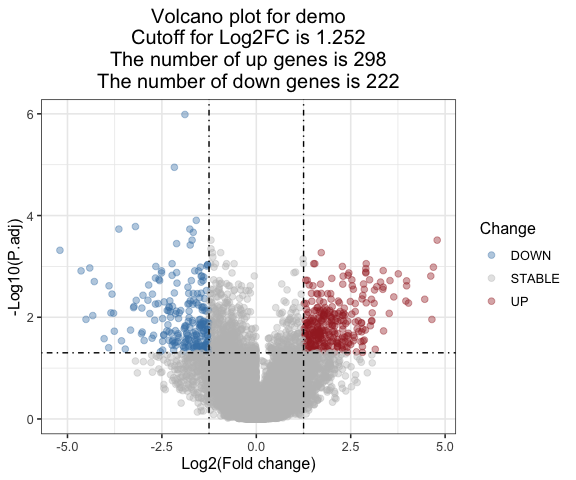 Volcano plot for demo
Cutoff for Log2FC is 1.252
The number of up genes is 298
The number of down genes is 222
6
4
2
0
-Log10(P.adj)
-5.0 -2.5 0.0 2.5 5.0
Log2(Fold change)
Change
DOWN
STABLE
UP